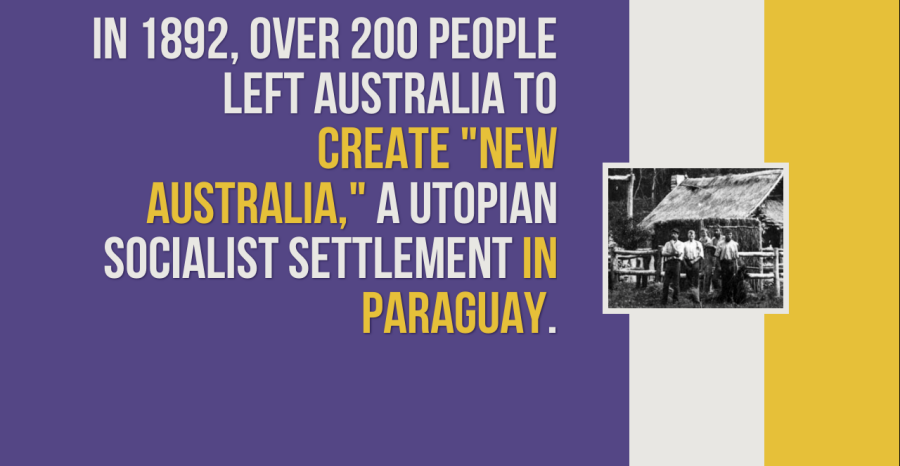 IN 1892, OVER 200 PEOPLE
LEFT AUSTRALIA TO
CREATE "NEW
AUSTRALIA," A UTOPIAN
SOCIALIST SETTLEMENT IN
PARAGUAY.